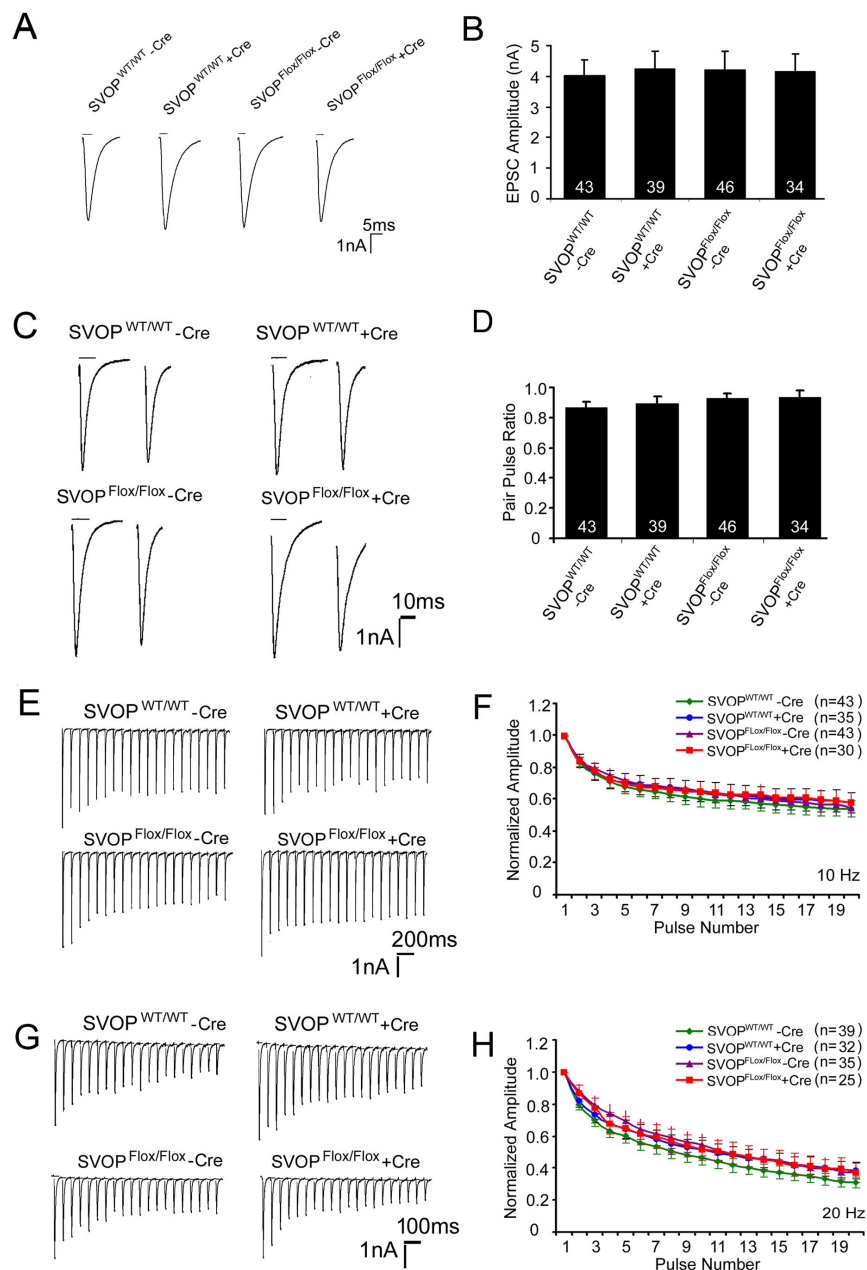 A
SVOP^WT/WT -Cre
SVOP^WT/WT +Cre
SVOP^Flox/Flox -Cre
SVOP^Flox/Flox +Cre
5ms
1nA
B
EPSC Amplitude (nA)
5
4
3
2
1
0
43
39
46
34
SVOP^WT/WT
-Cre
SVOP^WT/WT
+Cre
SVOP^Flox/Flox
-Cre
SVOP^Flox/Flox
+Cre
C
SVOP^WT/WT -Cre
SVOP^WT/WT +Cre
SVOP^Flox/Flox -Cre
SVOP^Flox/Flox +Cre
10ms
1nA
D
Pair Pulse Ratio
1.0
0.8
0.6
0.4
0.2
0
43
39
46
34
SVOP^WT/WT
-Cre
SVOP^WT/WT
+Cre
SVOP^Flox/Flox
-Cre
SVOP^Flox/Flox
+Cre
E
SVOP^WT/WT -Cre
SVOP^WT/WT +Cre
SVOP^Flox/Flox -Cre
SVOP^Flox/Flox +Cre
200ms
1nA
F
Normalized Amplitude
1.2
1.0
0.8
0.6
0.4
0.2
0
SVOP^WT/WT -Cre (n=43)
SVOP^WT/WT +Cre (n=35)
SVOP^FLox/Flox -Cre (n=43)
SVOP^FLox/Flox +Cre (n=30)
10 Hz
1 3 5 7 9 11 13 15 17 19
Pulse Number
G
SVOP^WT/WT -Cre
SVOP^WT/WT +Cre
SVOP^Flox/Flox -Cre
SVOP^Flox/Flox +Cre
100ms
1nA
H
Normalized Amplitude
1.2
1.0
0.8
0.6
0.4
0.2
0
SVOP^WT/WT -Cre (n=39)
SVOP^WT/WT +Cre (n=32)
SVOP^FLox/Flox -Cre (n=35)
SVOP^FLox/Flox +Cre (n=25)
20 Hz
1 3 5 7 9 11 13 15 17 19
Pulse Number